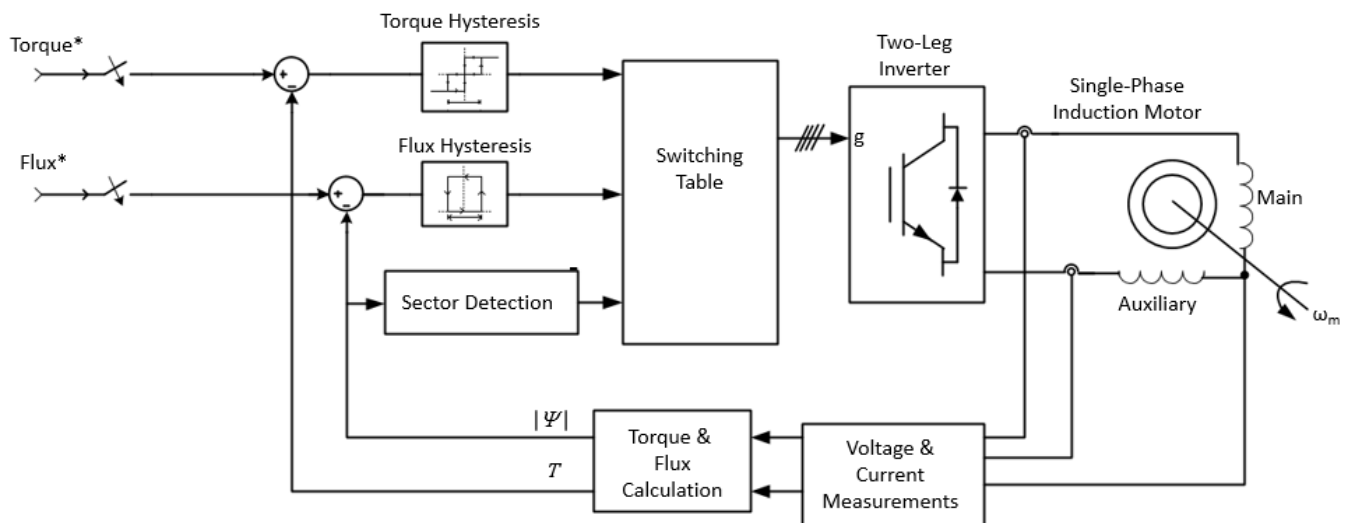 Torque*
Torque Hysteresis
Two-Leg
Inverter
Single-Phase
Induction Motor
+
-
Flux*
Flux Hysteresis
+
-
Switching
Table
g
Main
Sector Detection
Auxiliary
ωm
|Ψ|
T
Torque &
Flux
Calculation
Voltage &
Current
Measurements